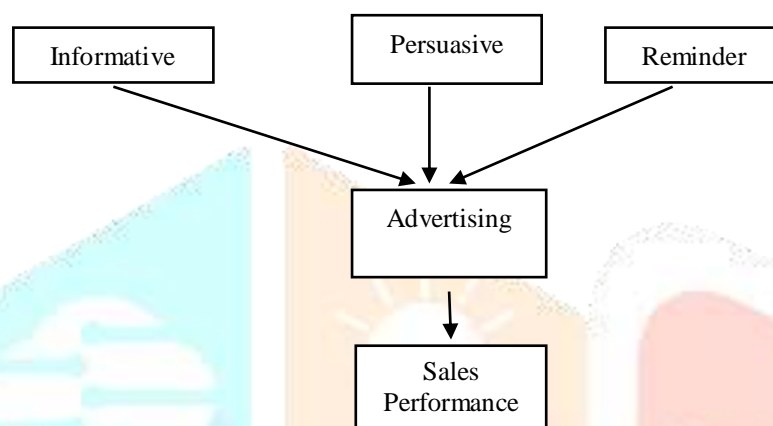 Informative
Persuasive
Reminder
Advertising
Sales
Performance